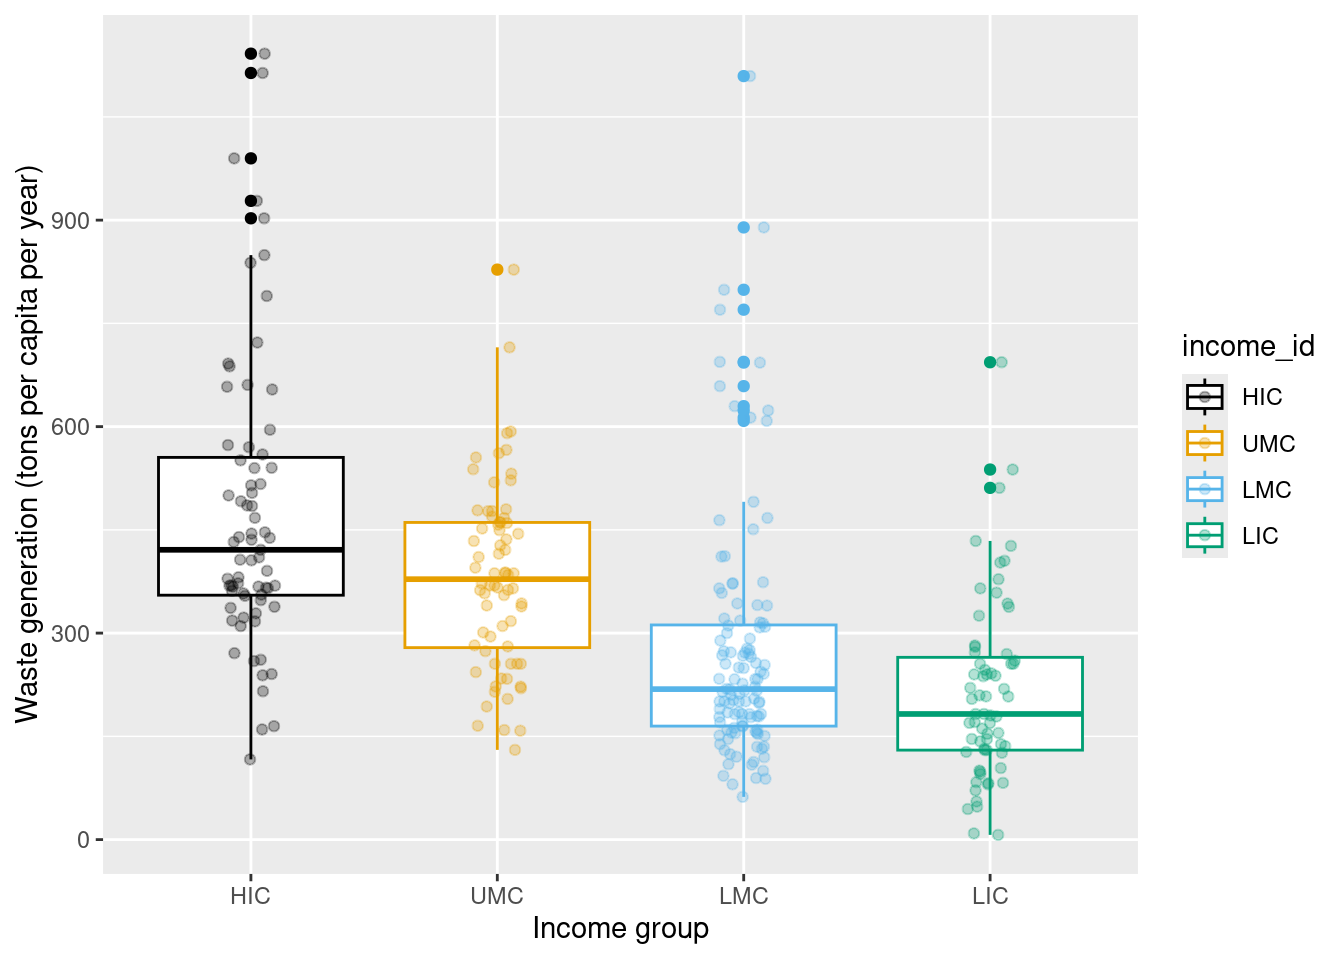 Waste generation (tons per capita per year)
900
600
300
0
HIC
UMC
LMC
LIC
Income group
income_id
HIC
UMC
LMC
LIC